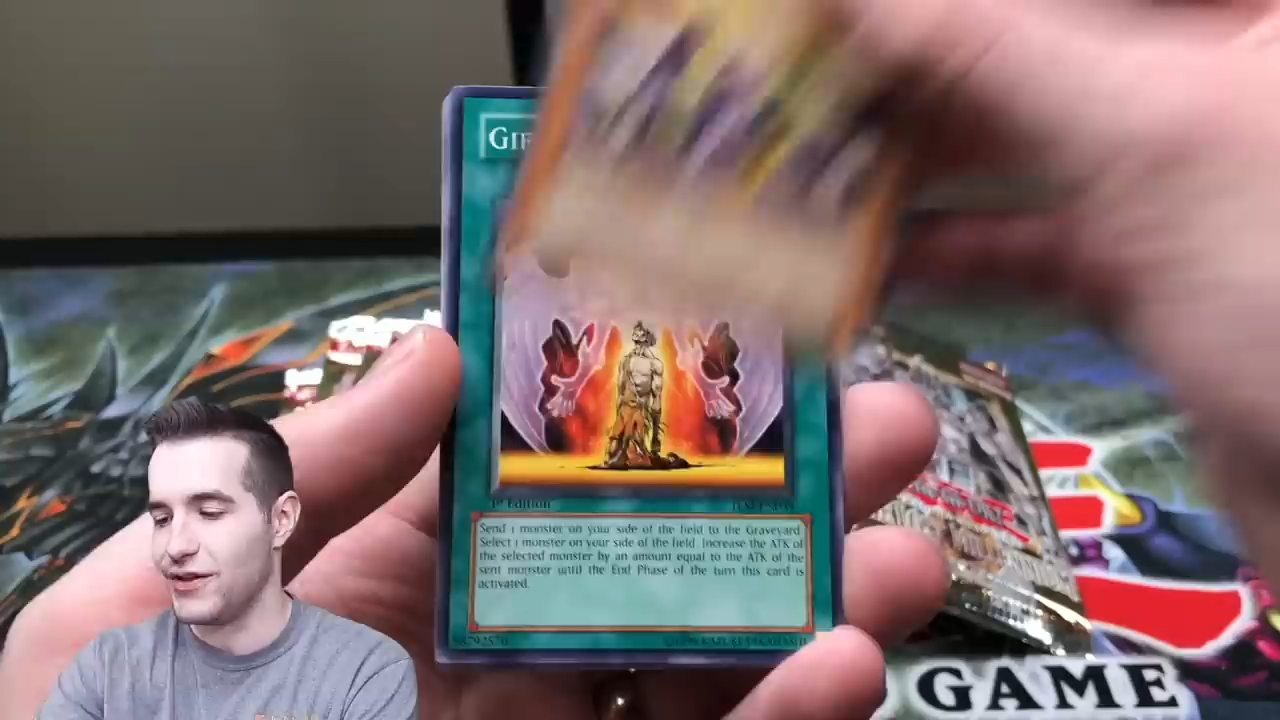 GIF
1st Edition
Send 1 monster on your side of the field to the Graveyard.
Select 1 monster on your side of the field. Increase the ATK of
the selected monster by an amount equal to the ATK of the
sent monster until the End Phase of the turn this card is
activated.
GAME